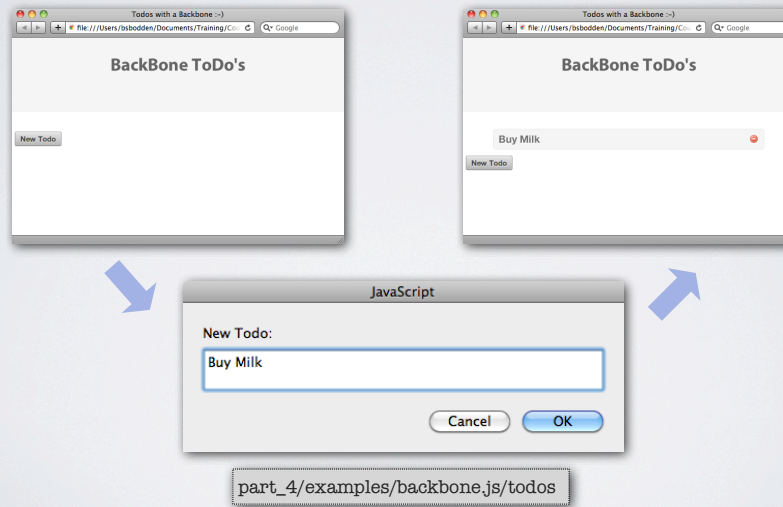 Todos with a Backbone :-)
file:///Users/bsbodden/Documents/Training/Cou
Google
BackBone ToDo's
New Todo
Todos with a Backbone :-)
file:///Users/bsbodden/Documents/Training/Cou
Google
BackBone ToDo's
Buy Milk
New Todo
JavaScript
New Todo:
Buy Milk
Cancel
OK
part_4/examples/backbone.js/todos